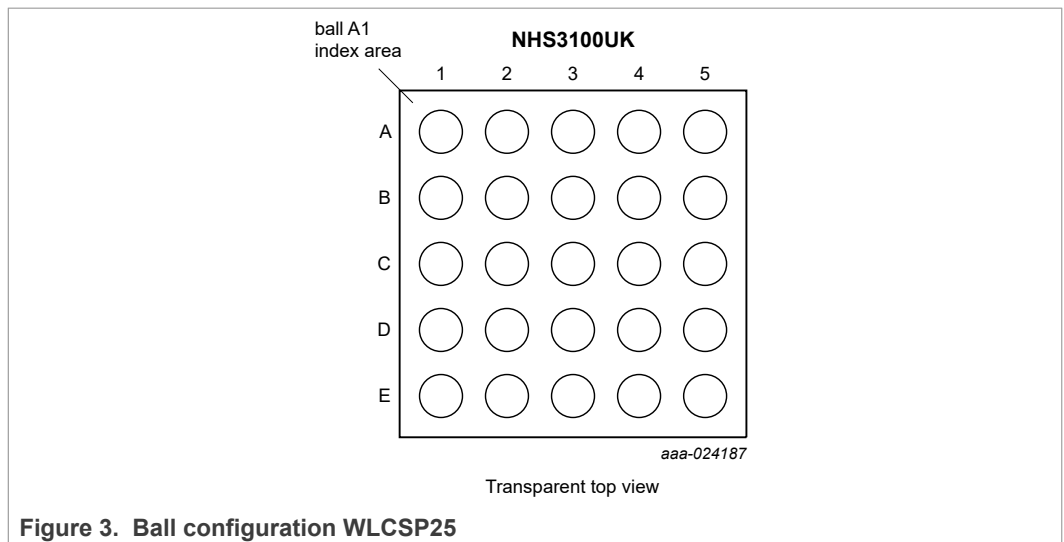 ball A1
index area
NHS3100UK
1 2 3 4 5
A
B
C
D
E
aaa-024187
Transparent top view
Figure 3. Ball configuration WLCSP25